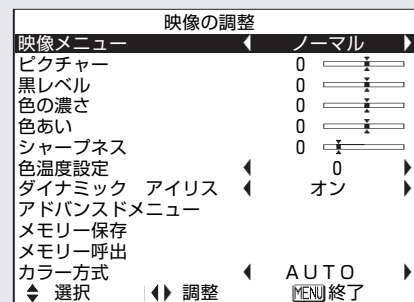 映像の調整
映像メニュー ノーマル
ピクチャー 0
黒レベル 0
色の濃さ 0
色あい 0
シャープネス 0
色温度設定 0
ダイナミック アイリス オン
アドバンスドメニュー
メモリー保存
メモリー呼出
カラー方式 AUTO
選択 調整 MENU 終了